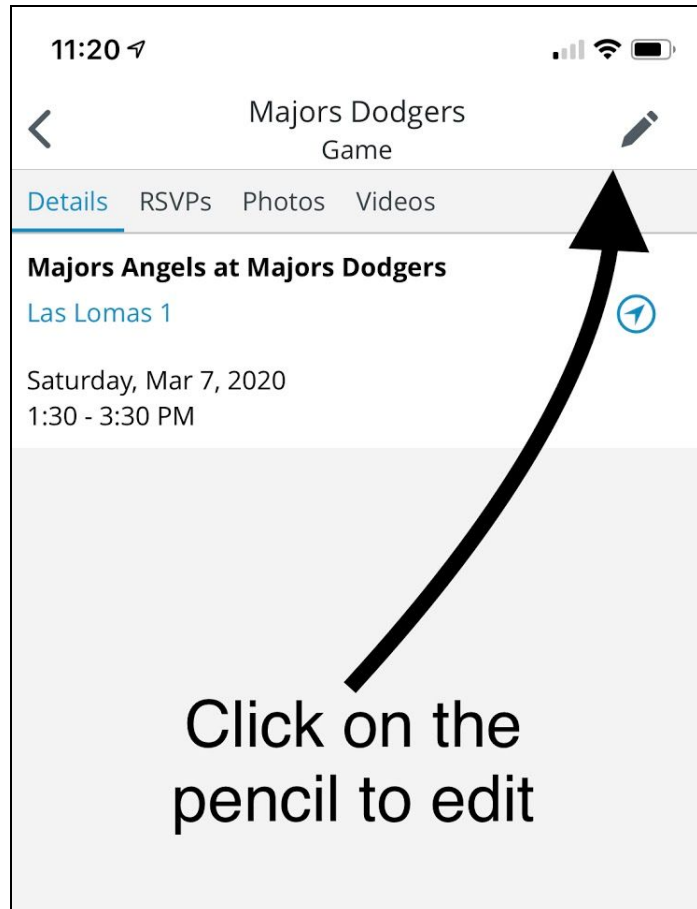 11:20
Majors Dodgers
Game
Details RSVPs Photos Videos
Majors Angels at Majors Dodgers
Las Lomas 1
Saturday, Mar 7, 2020
1:30 - 3:30 PM
Click on the
pencil to edit